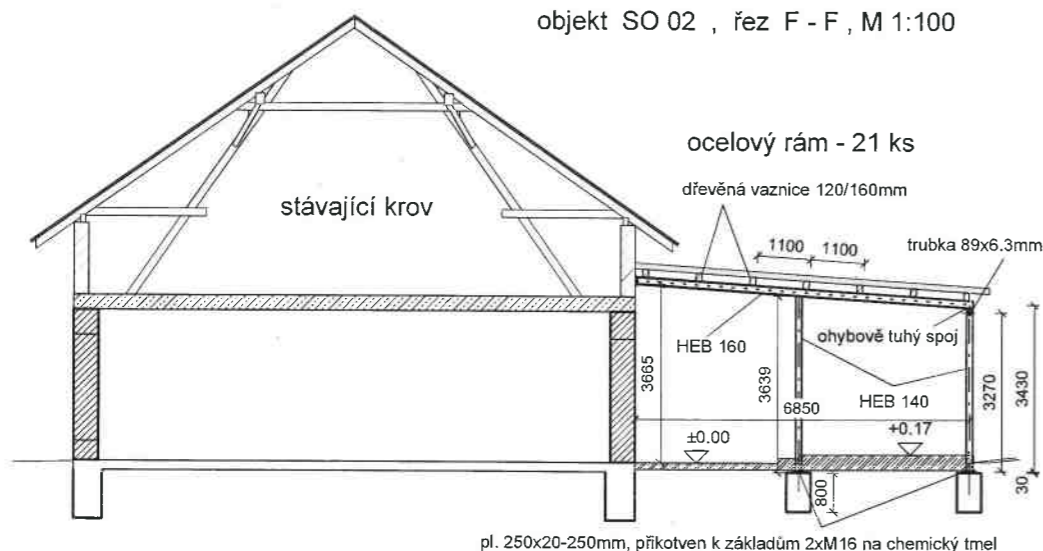 objekt SO 02 , řez F - F , M 1:100
ocelový rám - 21 ks
dřevěná vaznice 120/160mm
stávající krov
1100
1100
trubka 89x6.3mm
HEB 160
ohybově tuhý spoj
3665
3639
6850
HEB 140
3270
3430
±0.00
+0.17
800
30
pl. 250x20-250mm, přikotven k základům 2xM16 na chemický tmel